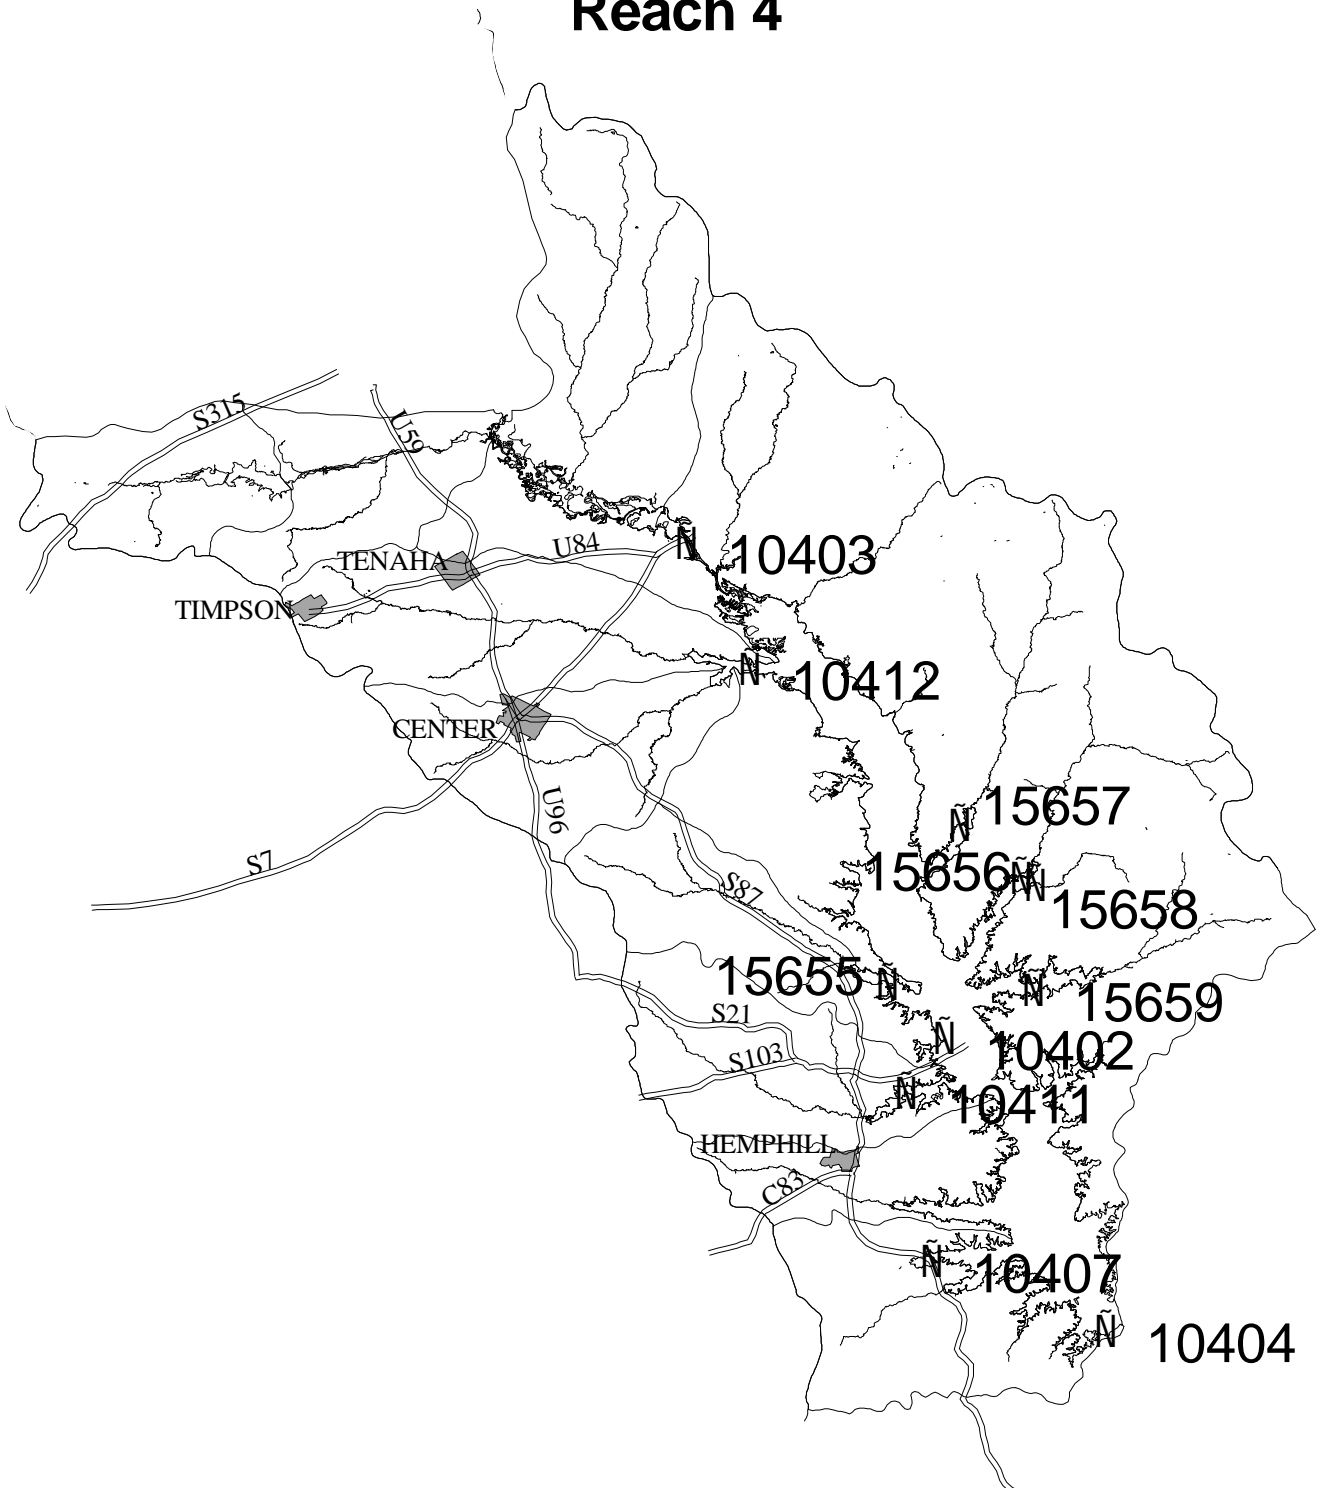 Reach 4
S315
U59
TENAHA
U84
Ñ
10403
TIMPSON
Ñ
10412
CENTER
U96
Ñ
15657
S7
15656
Ñ
Ñ
S87
15658
15655
Ñ
Ñ
15659
S21
Ñ
10402
S103
Ñ
10411
HEMPHILL
C83
Ñ
10407
Ñ
10404